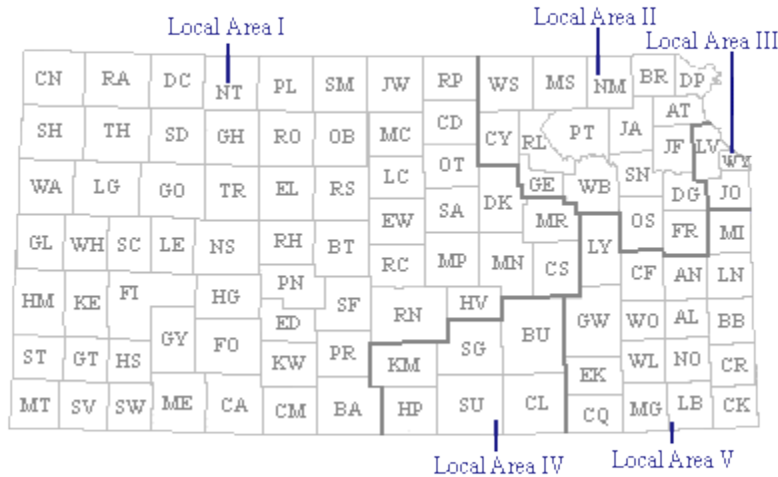 Local Area I
Local Area II
Local Area III
CN RA DC NT PL SM JW RP WS MS NM BR DP
SH TH SD GH RO OB MC CD CY RL PT JA AT
JF LV WY
WA LG GO TR EL RS LC OT GE WB SN DG JO
GL WH SC LE NS RH BT EW SA DK MR LY OS FR MI
RC MP MN CS
HM KE FI HG PN SF RN HV CF AN LN
GY FO ED PR BU GW WO AL BB
ST GT HS KW KM SG EK WL NO CR
MT SV SW ME CA CM BA HP SU CL CQ MG LB CK
Local Area IV
Local Area V